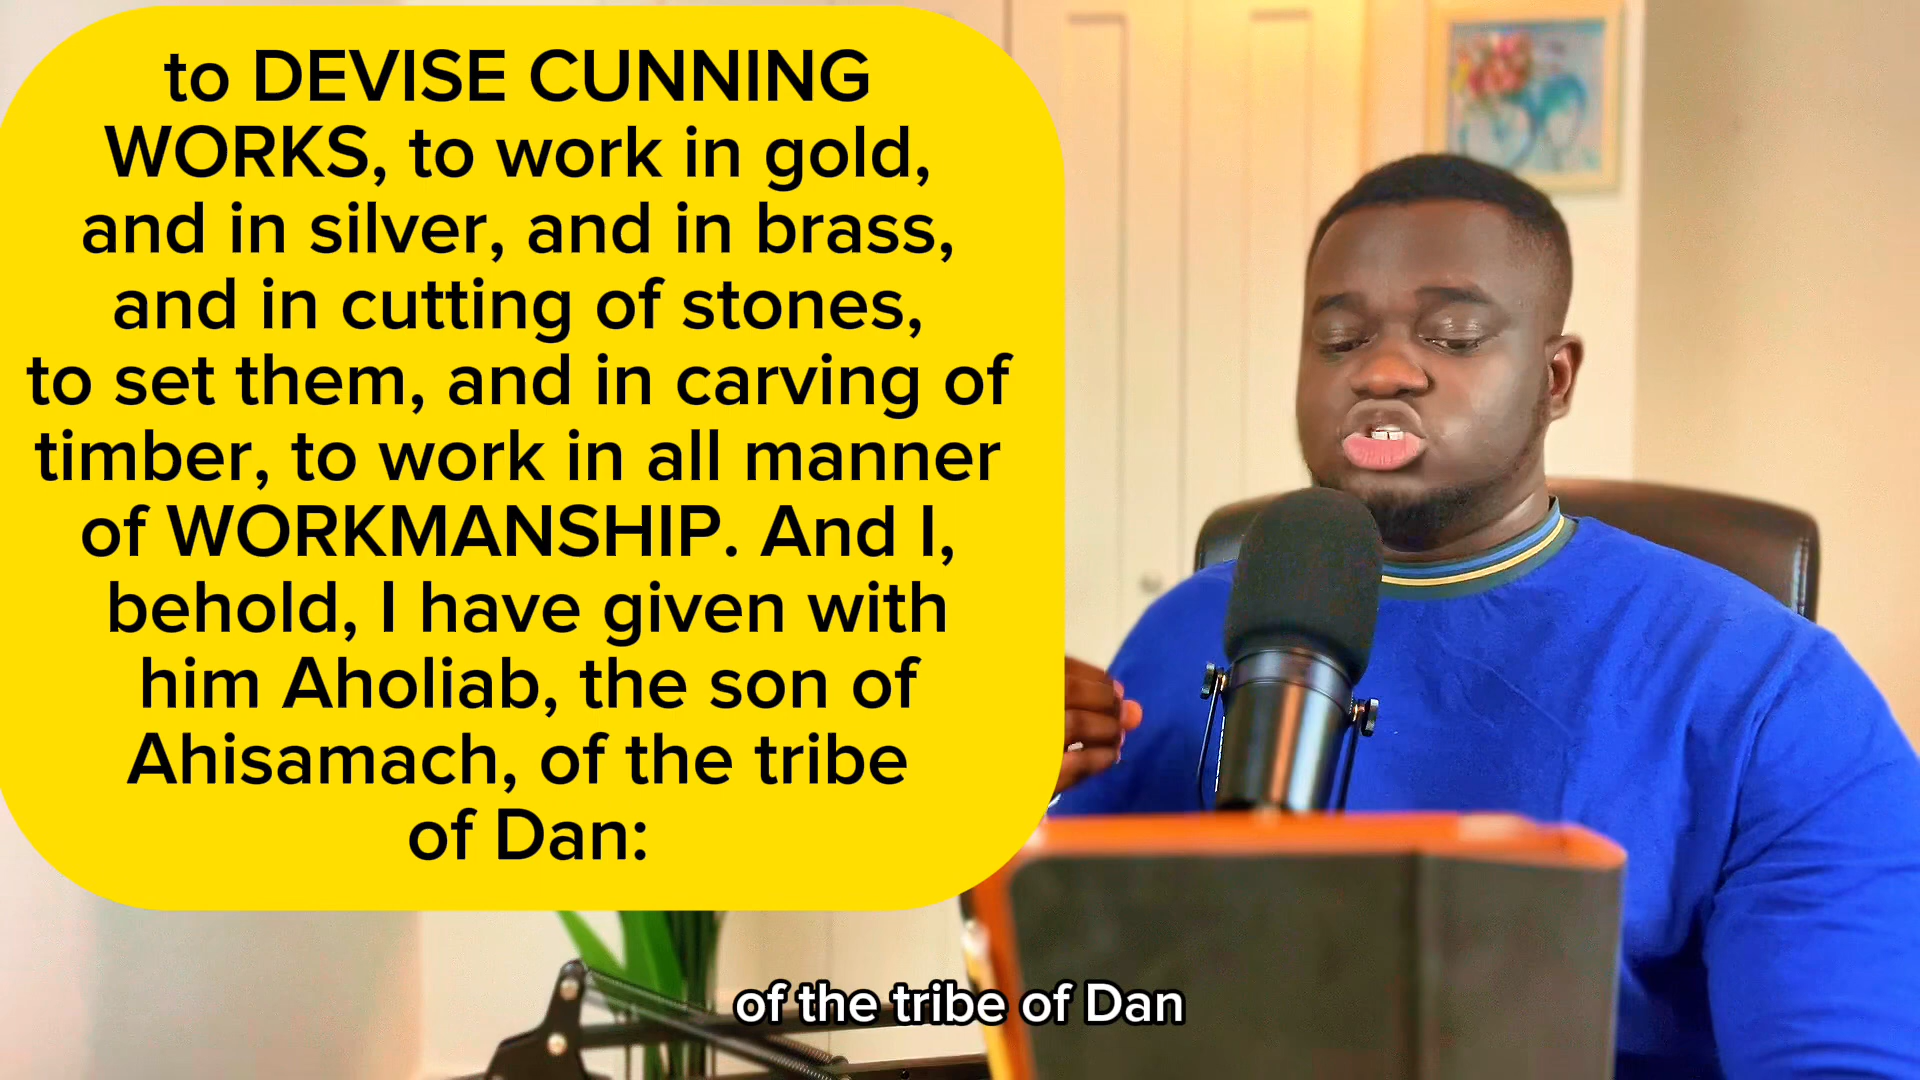 to DEVISE CUNNING
WORKS, to work in gold,
and in silver, and in brass,
and in cutting of stones,
to set them, and in carving of
timber, to work in all manner
of WORKMANSHIP. And I,
behold, I have given with
him Aholiab, the son of
Ahisamach, of the tribe
of Dan:
of the tribe of Dan